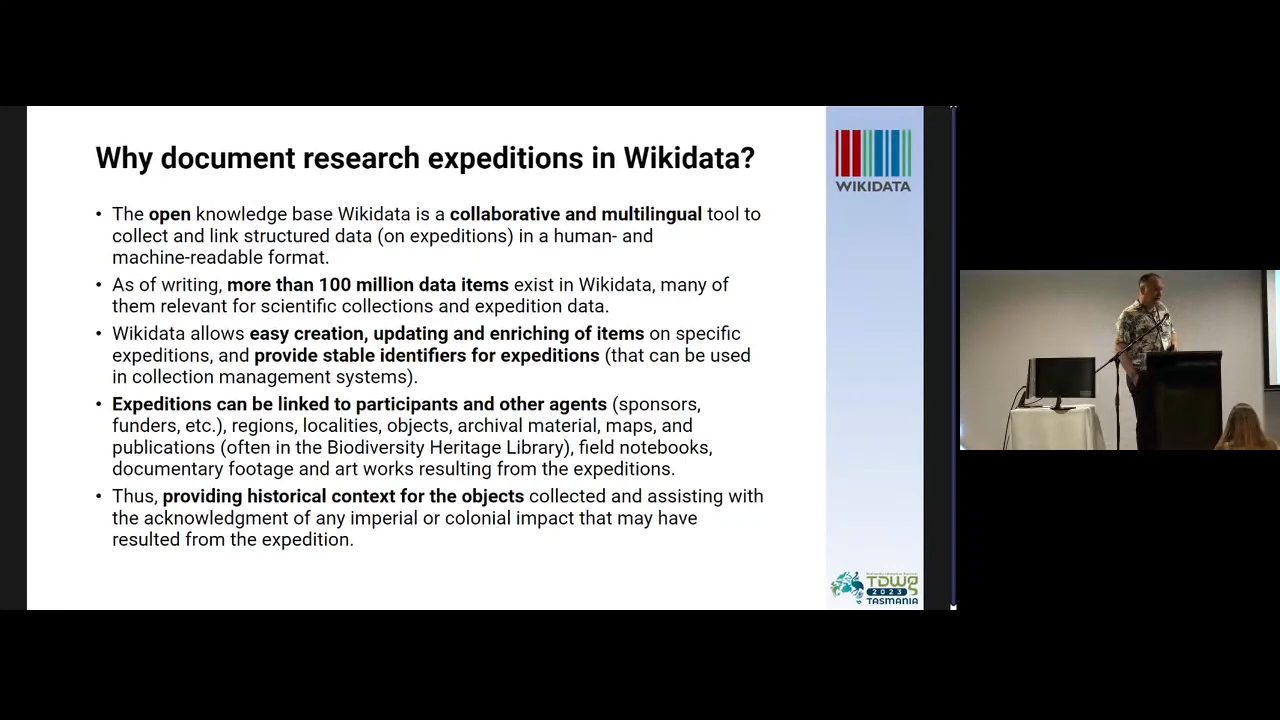 Why document research expeditions in Wikidata?
• The open knowledge base Wikidata is a collaborative and multilingual tool to
collect and link structured data (on expeditions) in a human- and
machine-readable format.
• As of writing, more than 100 million data items exist in Wikidata, many of
them relevant for scientific collections and expedition data.
• Wikidata allows easy creation, updating and enriching of items on specific
expeditions, and provide stable identifiers for expeditions (that can be used
in collection management systems).
• Expeditions can be linked to participants and other agents (sponsors,
funders, etc.), regions, localities, objects, archival material, maps, and
publications (often in the Biodiversity Heritage Library), field notebooks,
documentary footage and art works resulting from the expeditions.
• Thus, providing historical context for the objects collected and assisting with
the acknowledgment of any imperial or colonial impact that may have
resulted from the expedition.
WIKIDATA
TDWG
2023
TASMANIA